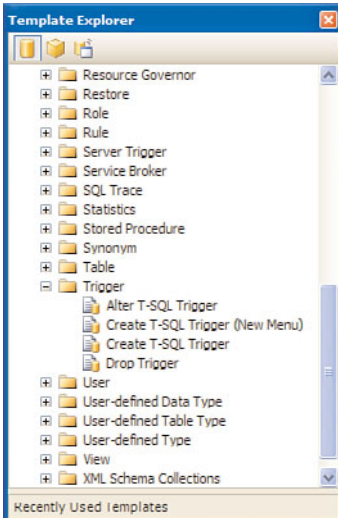 Template Explorer
Resource Governor
Restore
Role
Rule
Server Trigger
Service Broker
SQL Trace
Statistics
Stored Procedure
Synonym
Table
Trigger
Alter T-SQL Trigger
Create T-SQL Trigger (New Menu)
Create T-SQL Trigger
Drop Trigger
User
User-defined Data Type
User-defined Table Type
User-defined Type
View
XML Schema Collections
Recently Used Templates